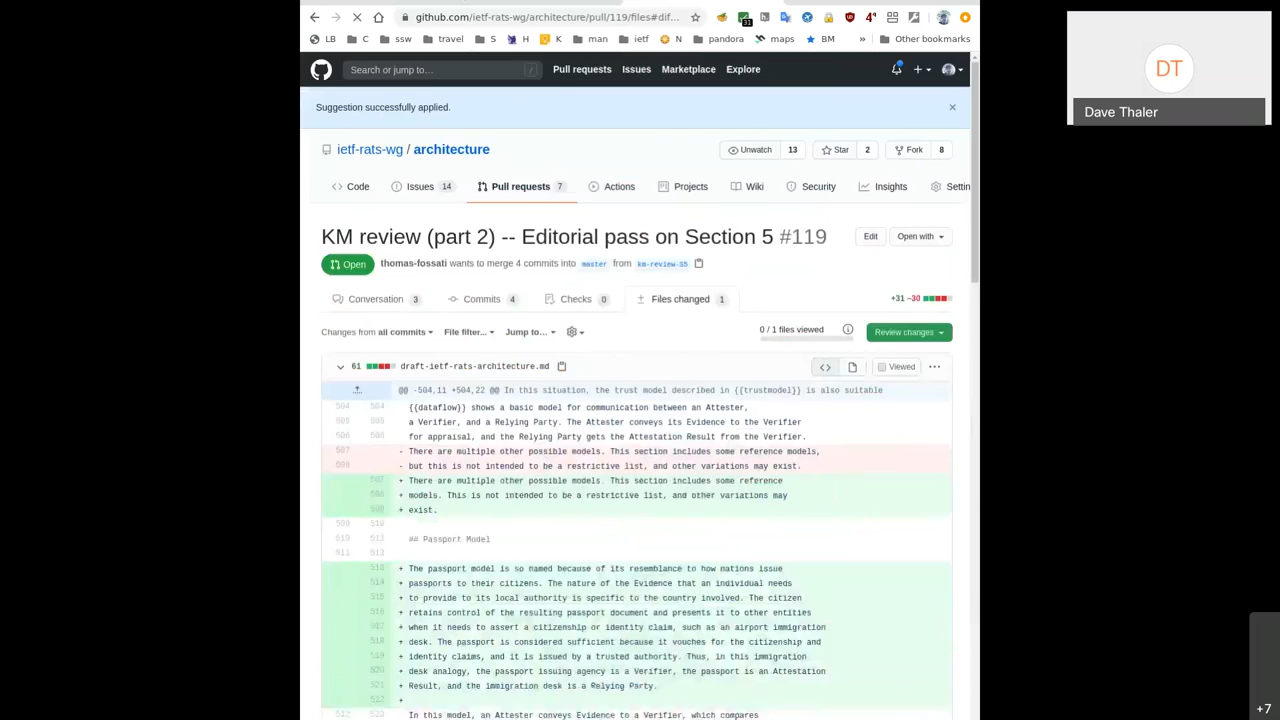 github.com/ietf-rats-wg/architecture/pull/119/files#dif…
31
4"
LB
C
ssw
travel
S
H
K
man
ietf
N
pandora
maps
BM
»
Other bookmarks
Search or jump to…
/
Pull requests
Issues
Marketplace
Explore
Suggestion successfully applied.
ietf-rats-wg / architecture
Unwatch 13
Star 2
Fork 8
Code
Issues 14
Pull requests 7
Actions
Projects
Wiki
Security
Insights
Settin
KM review (part 2) -- Editorial pass on Section 5 #119
Edit
Open with
Open
thomas-fossati wants to merge 4 commits into master from km-review-S5
Conversation 3
Commits 4
Checks 0
Files changed 1
+31 −30
Changes from all commits
File filter...
Jump to…
0 / 1 files viewed
Review changes
61
draft-ietf-rats-architecture.md
Viewed
@@ -504,11 +504,22 @@ In this situation, the trust model described in {{trustmodel}} is also suitable
504 504 {{dataflow}} shows a basic model for communication between an Attester,
505 505 a Verifier, and a Relying Party. The Attester conveys its Evidence to the Verifier
506 506 for appraisal, and the Relying Party gets the Attestation Result from the Verifier.
507 - There are multiple other possible models. This section includes some reference models,
508 - but this is not intended to be a restrictive list, and other variations may exist.
507 + There are multiple other possible models. This section includes some reference
508 + models. This is not intended to be a restrictive list, and other variations may
509 + exist.
509 510
510 511 ## Passport Model
511 512
513 + The passport model is so named because of its resemblance to how nations issue
514 + passports to their citizens. The nature of the Evidence that an individual needs
515 + to provide to its local authority is specific to the country involved. The citizen
516 + retains control of the resulting passport document and presents it to other entities
517 + when it needs to assert a citizenship or identity claim, such as an airport immigration
518 + desk. The passport is considered sufficient because it vouches for the citizenship and
519 + identity claims, and it is issued by a trusted authority. Thus, in this immigration
520 + desk analogy, the passport issuing agency is a Verifier, the passport is an Attestation
521 + Result, and the immigration desk is a Relying Party.
522 +
512 523 In this model, an Attester conveys Evidence to a Verifier, which compares
DT
Dave Thaler
+7